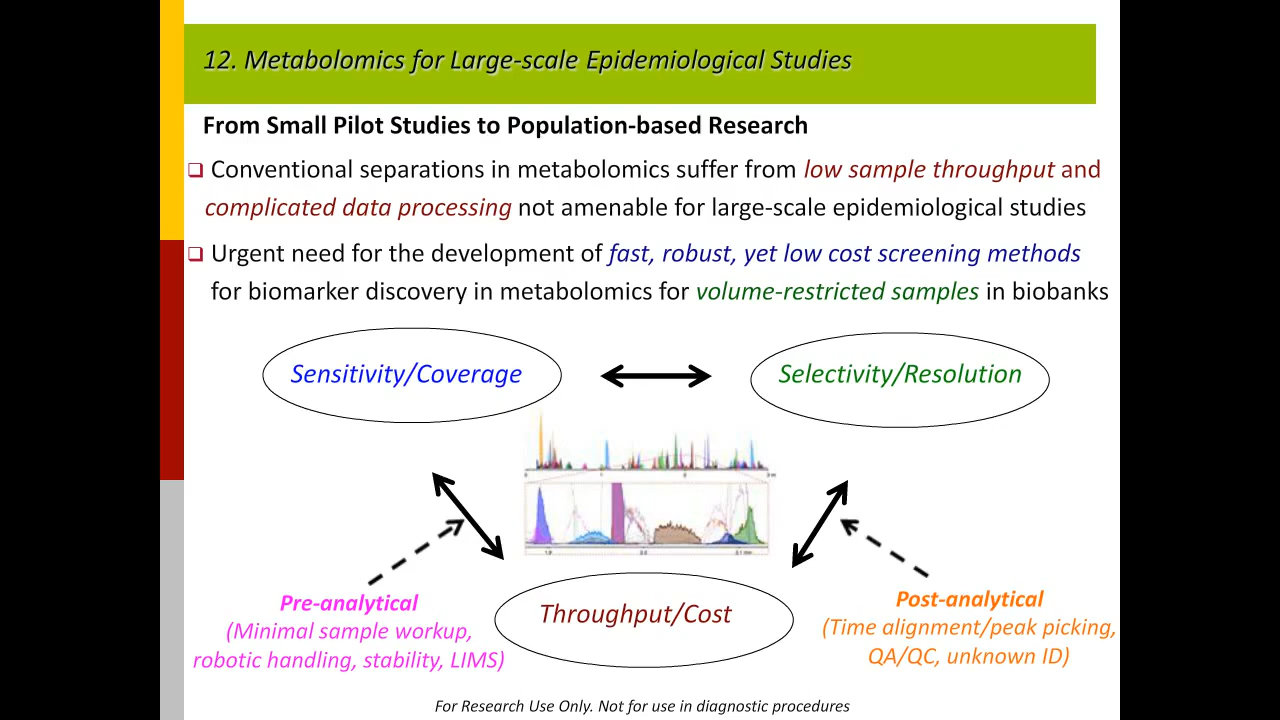 12. Metabolomics for Large-scale Epidemiological Studies
From Small Pilot Studies to Population-based Research
Conventional separations in metabolomics suffer from low sample throughput and
complicated data processing not amenable for large-scale epidemiological studies
Urgent need for the development of fast, robust, yet low cost screening methods
for biomarker discovery in metabolomics for volume-restricted samples in biobanks
Sensitivity/Coverage
Selectivity/Resolution
Pre-analytical
(Minimal sample workup,
robotic handling, stability, LIMS)
Throughput/Cost
Post-analytical
(Time alignment/peak picking,
QA/QC, unknown ID)
For Research Use Only. Not for use in diagnostic procedures